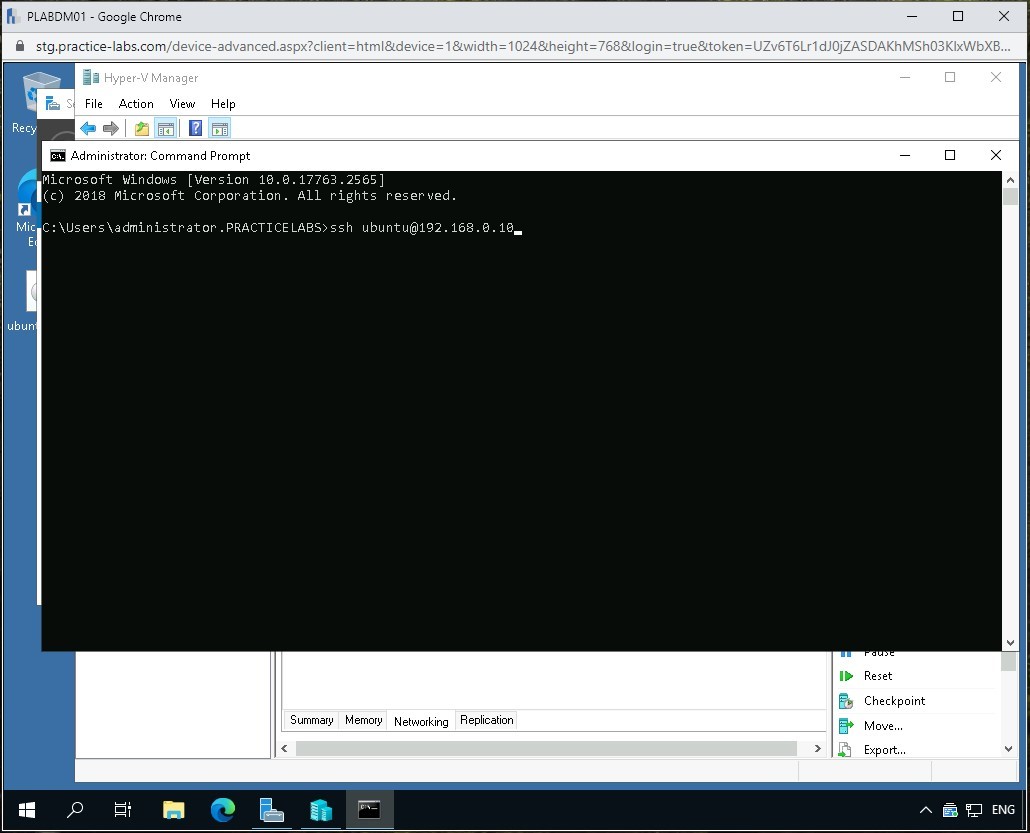 PLABDM01 - Google Chrome
stg.practice-labs.com/device-advanced.aspx?client=html&device=1&width=1024&height=768&login=true&token=UZv6T6Lr1dJ0jZASDAKhMSh03KIxWbXB...
Hyper-V Manager
File Action View Help
Recy
Administrator: Command Prompt
Microsoft Windows [Version 10.0.17763.2565]
(c) 2018 Microsoft Corporation. All rights reserved.
C:\Users\administrator.PRACTICELABS>ssh ubuntu@192.168.0.10
Mic
Ec
ubunt
Pause
Reset
Checkpoint
Move...
Export...
Summary Memory Networking Replication
ENG